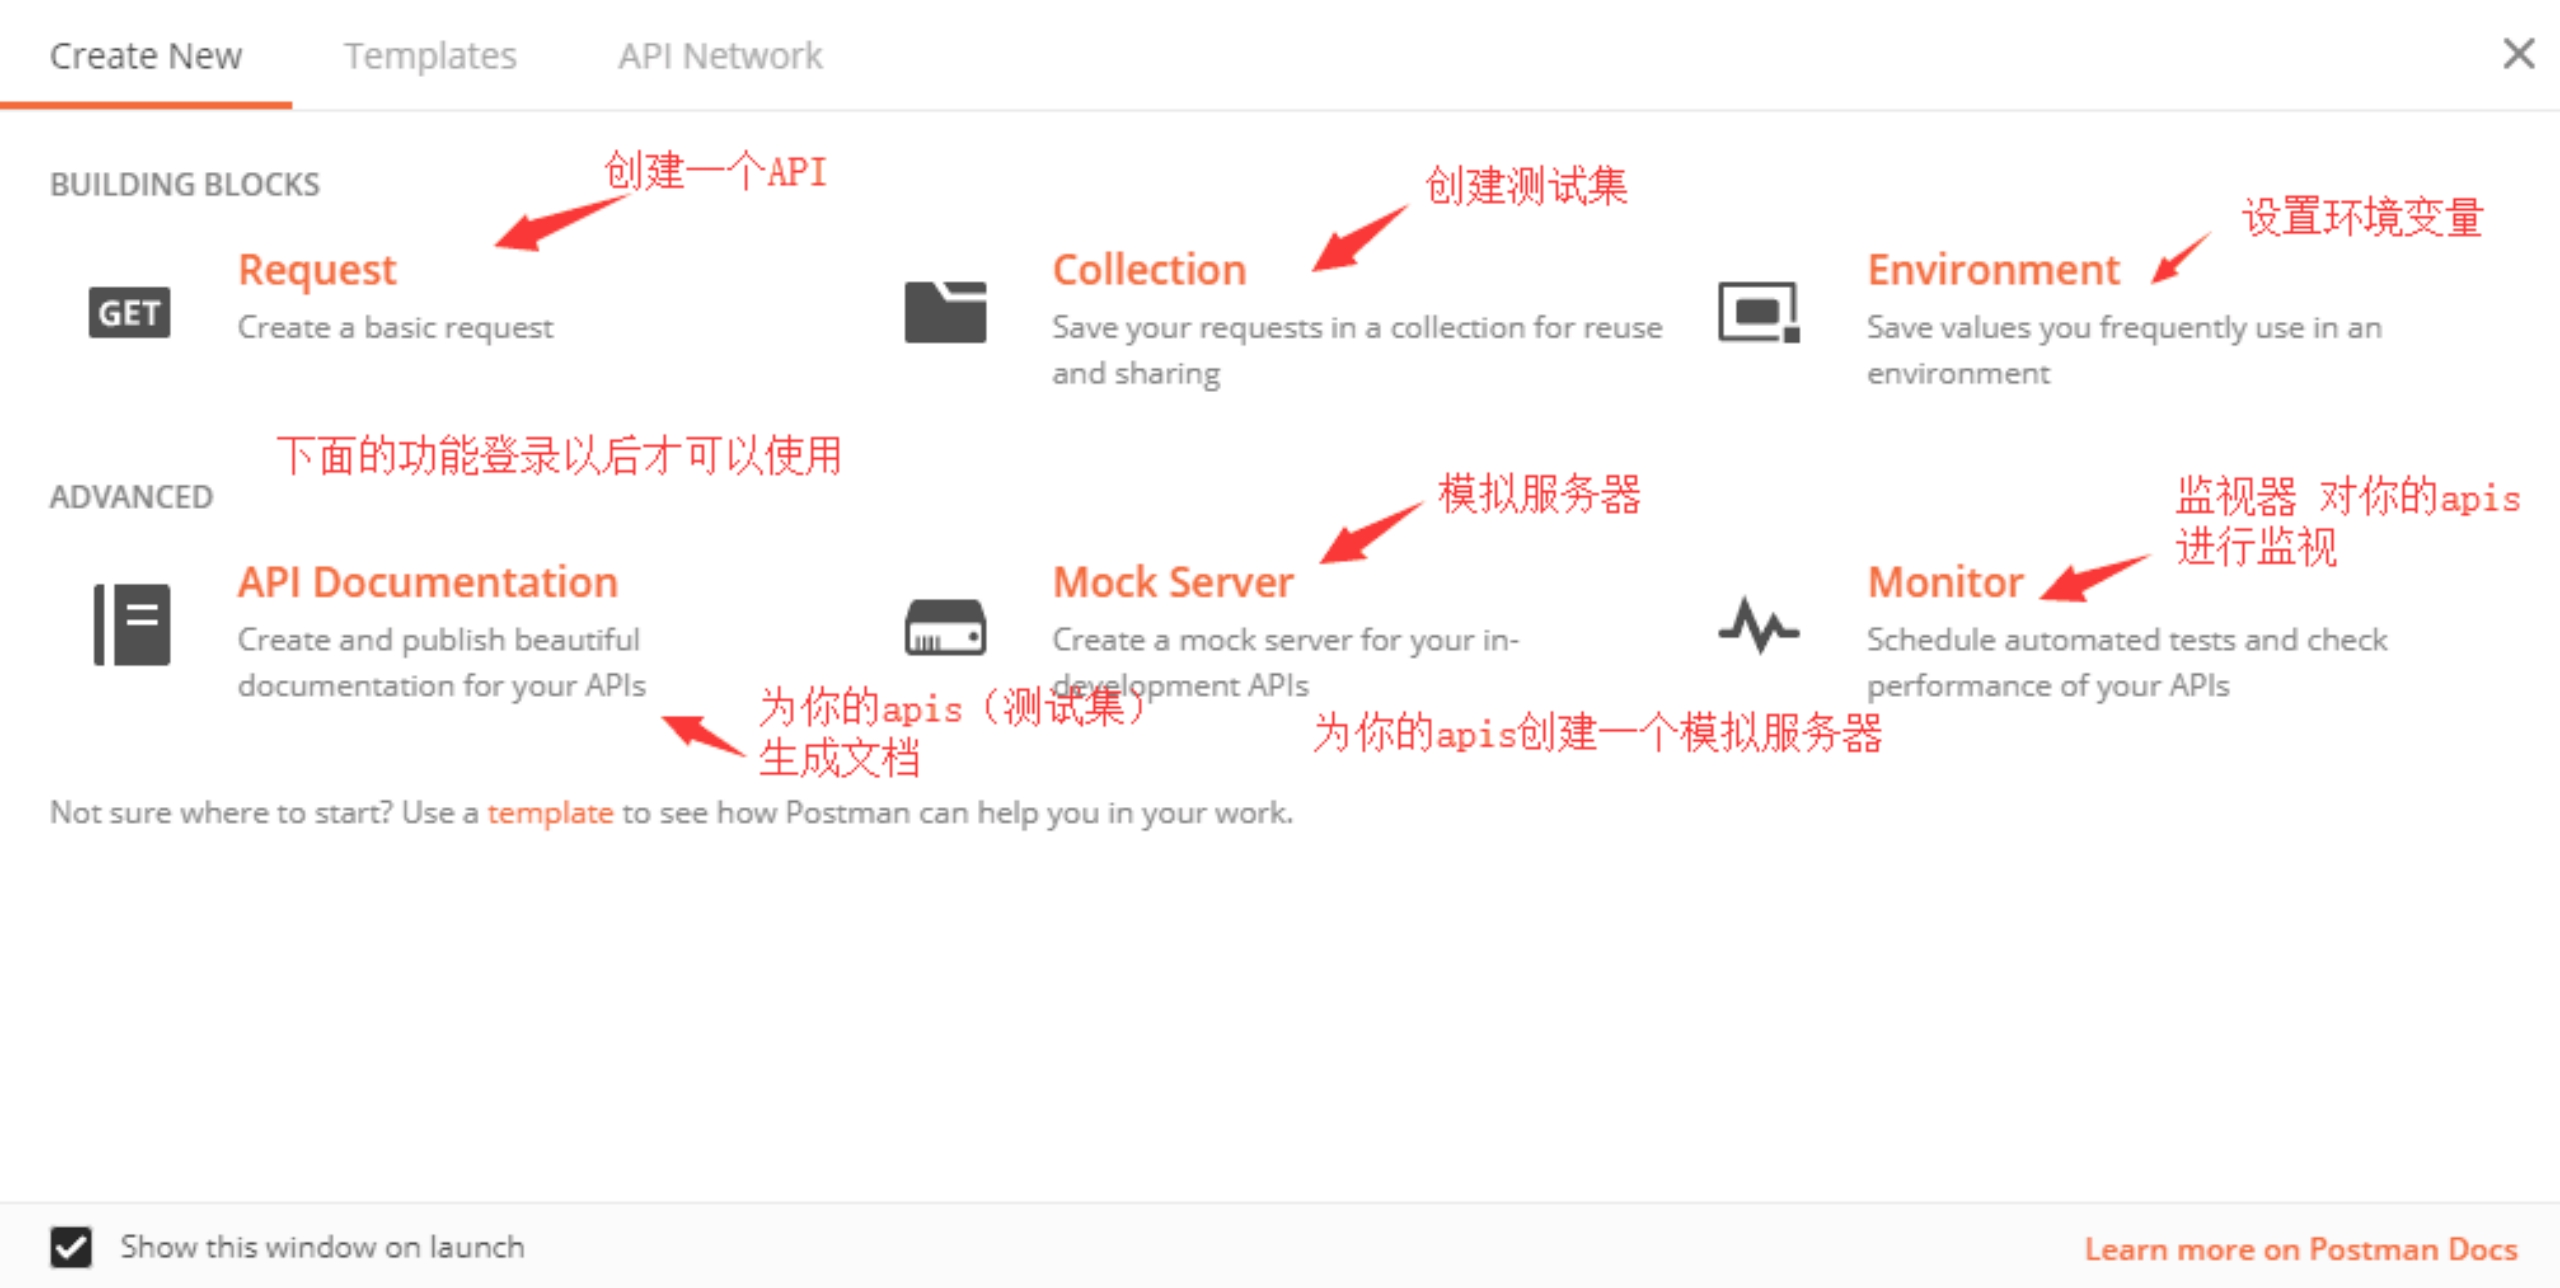 Create New
Templates
API Network
BUILDING BLOCKS
创建一个API
创建测试集
设置环境变量
GET
Request
Create a basic request
Collection
Save your requests in a collection for reuse
and sharing
Environment
Save values you frequently use in an
environment
下面的功能登录以后才可以使用
ADVANCED
模拟服务器
监视器 对你的apis
进行监视
API Documentation
Create and publish beautiful
documentation for your APIs
Mock Server
Create a mock server for your in-
development APIs
Monitor
Schedule automated tests and check
performance of your APIs
为你的apis（测试集）
生成文档
为你的apis创建一个模拟服务器
Not sure where to start? Use a template to see how Postman can help you in your work.
Show this window on launch
Learn more on Postman Docs